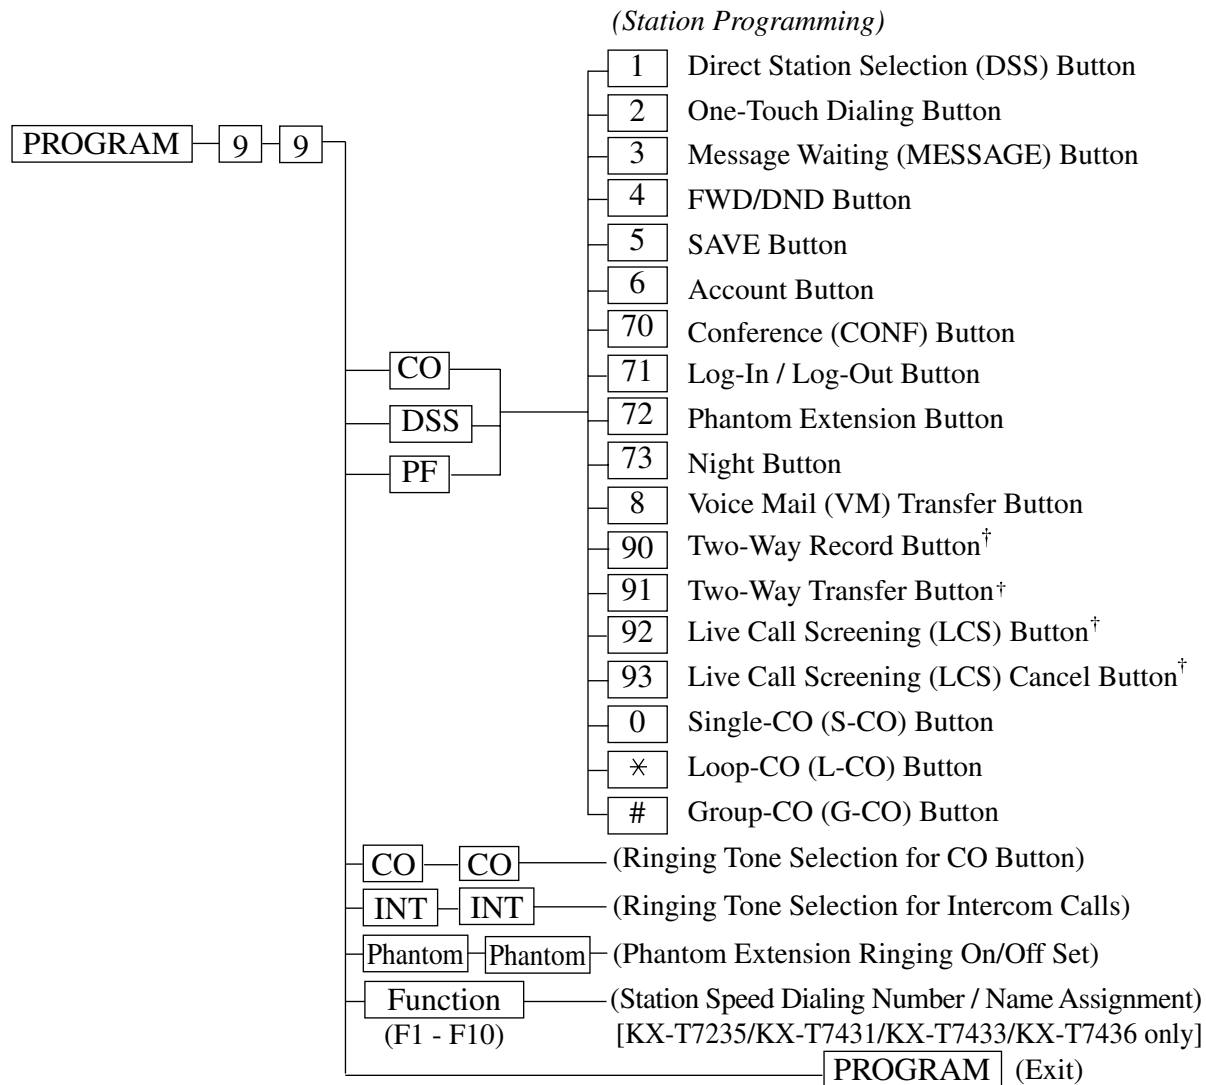 (Station Programming)
1 Direct Station Selection (DSS) Button
2 One-Touch Dialing Button
PROGRAM 9 9
3 Message Waiting (MESSAGE) Button
4 FWD/DND Button
5 SAVE Button
6 Account Button
70 Conference (CONF) Button
CO
71 Log-In / Log-Out Button
DSS
72 Phantom Extension Button
PF
73 Night Button
8 Voice Mail (VM) Transfer Button
90 Two-Way Record Button†
91 Two-Way Transfer Button†
92 Live Call Screening (LCS) Button†
93 Live Call Screening (LCS) Cancel Button†
0 Single-CO (S-CO) Button
* Loop-CO (L-CO) Button
# Group-CO (G-CO) Button
CO CO (Ringing Tone Selection for CO Button)
INT INT (Ringing Tone Selection for Intercom Calls)
Phantom Phantom (Phantom Extension Ringing On/Off Set)
Function (Station Speed Dialing Number / Name Assignment)
(F1 - F10) [KX-T7235/KX-T7431/KX-T7433/KX-T7436 only]
PROGRAM (Exit)